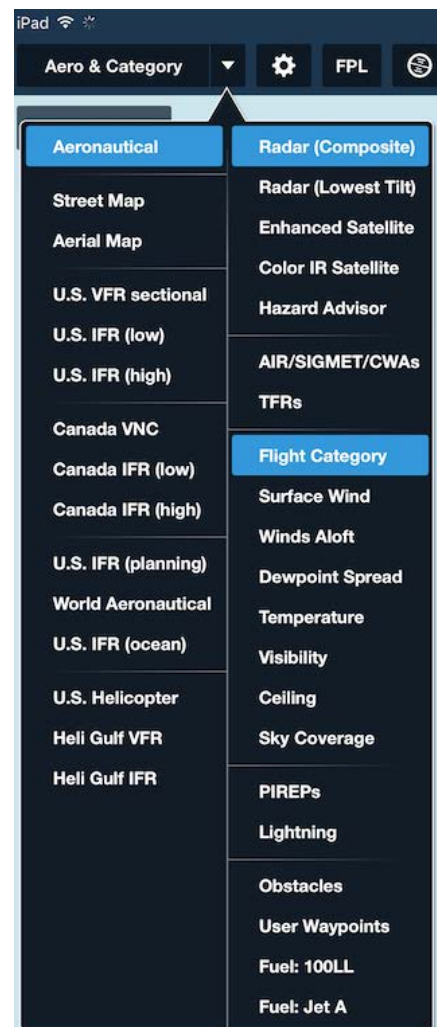 iPad
Aero & Category
FPL
Aeronautical
Street Map
Aerial Map
U.S. VFR sectional
U.S. IFR (low)
U.S. IFR (high)
Canada VNC
Canada IFR (low)
Canada IFR (high)
U.S. IFR (planning)
World Aeronautical
U.S. IFR (ocean)
U.S. Helicopter
Heli Gulf VFR
Heli Gulf IFR
Radar (Composite)
Radar (Lowest Tilt)
Enhanced Satellite
Color IR Satellite
Hazard Advisor
AIR/SIGMET/CWAs
TFRs
Flight Category
Surface Wind
Winds Aloft
Dewpoint Spread
Temperature
Visibility
Ceiling
Sky Coverage
PIREPs
Lightning
Obstacles
User Waypoints
Fuel: 100LL
Fuel: Jet A